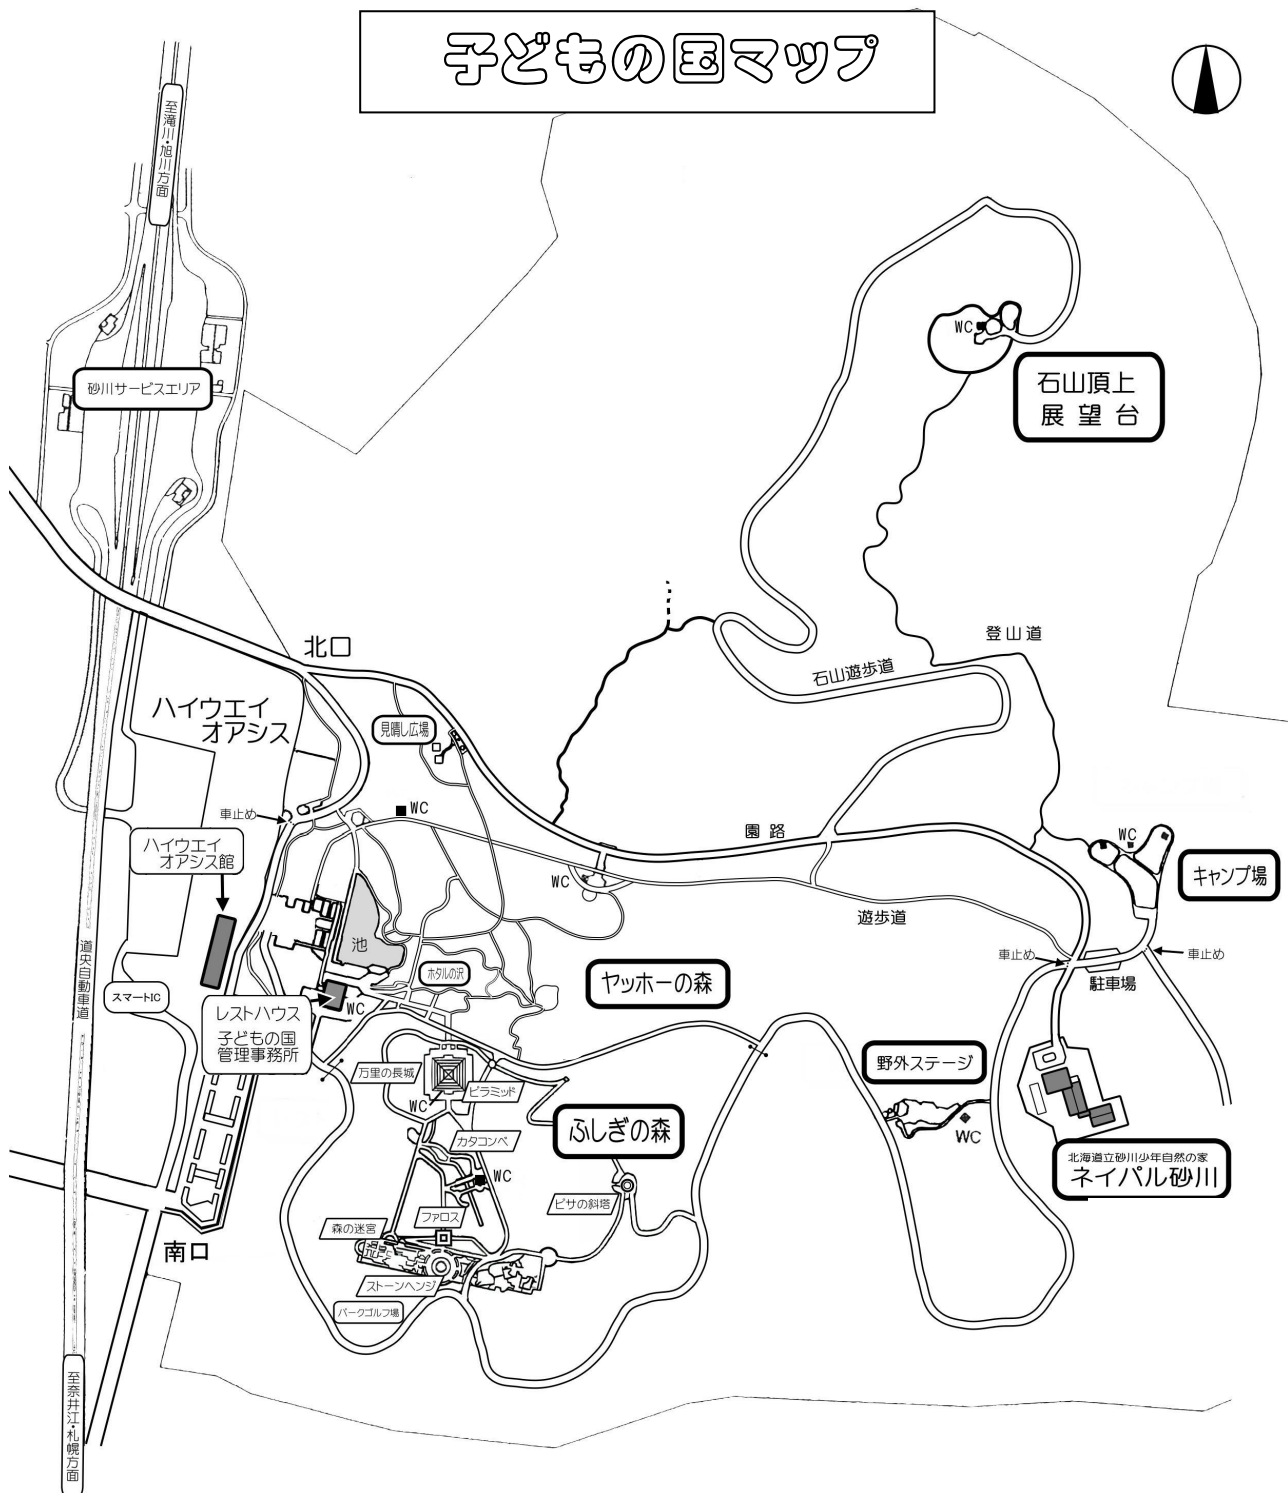 子どもの国マップ
至滝川・旭川方面
砂川サービスエリア
WC
石山頂上
展望台
北口
登山道
石山遊歩道
ハイウエイ
オアシス
見晴し広場
車止め
WC
園路
ハイウエイ
オアシス館
WC
WC
キャンプ場
遊歩道
池
道央自動車道
スマートIC
ホタルの沢
ヤッホーの森
車止め
車止め
駐車場
レストハウス
子どもの国
管理事務所
WC
万里の長城
ピラミッド
WC
野外ステージ
ふしぎの森
カタコンベ
WC
WC
北海道立砂川少年自然の家
ネイパル砂川
ピサの斜塔
森の迷宮
ファロス
南口
ストーンヘンジ
パークゴルフ場
至奈井江・札幌方面